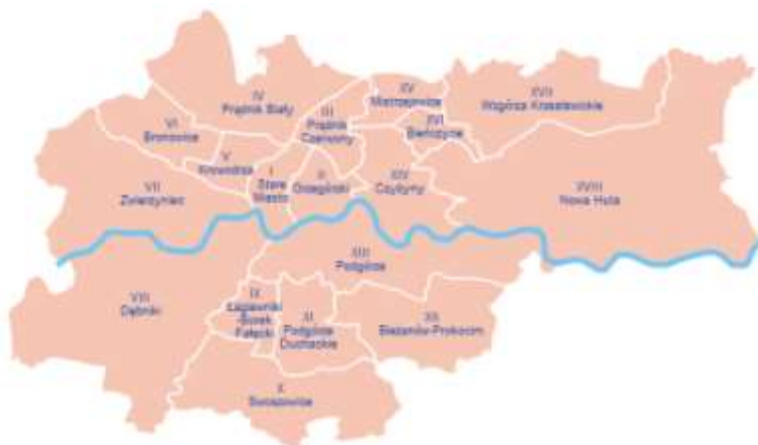 IV
Prądnik Biały
XV
Mistrzejowice
XVII
Wzgórza Krzesławickie
III
Prądnik
Czerwony
VI
Bronowice
XVI
Bieńczyce
V
Krowodrza
I
Stare
Miasto
II
Grzegórzki
XIV
Czyżyny
VII
Zwierzyniec
XVIII
Nowa Huta
XIII
Podgórze
VIII
Dębniki
IX
Łagiewniki
-Borek
Fałęcki
XI
Podgórze
Duchackie
XII
Bieżanów-Prokocim
X
Swoszowice